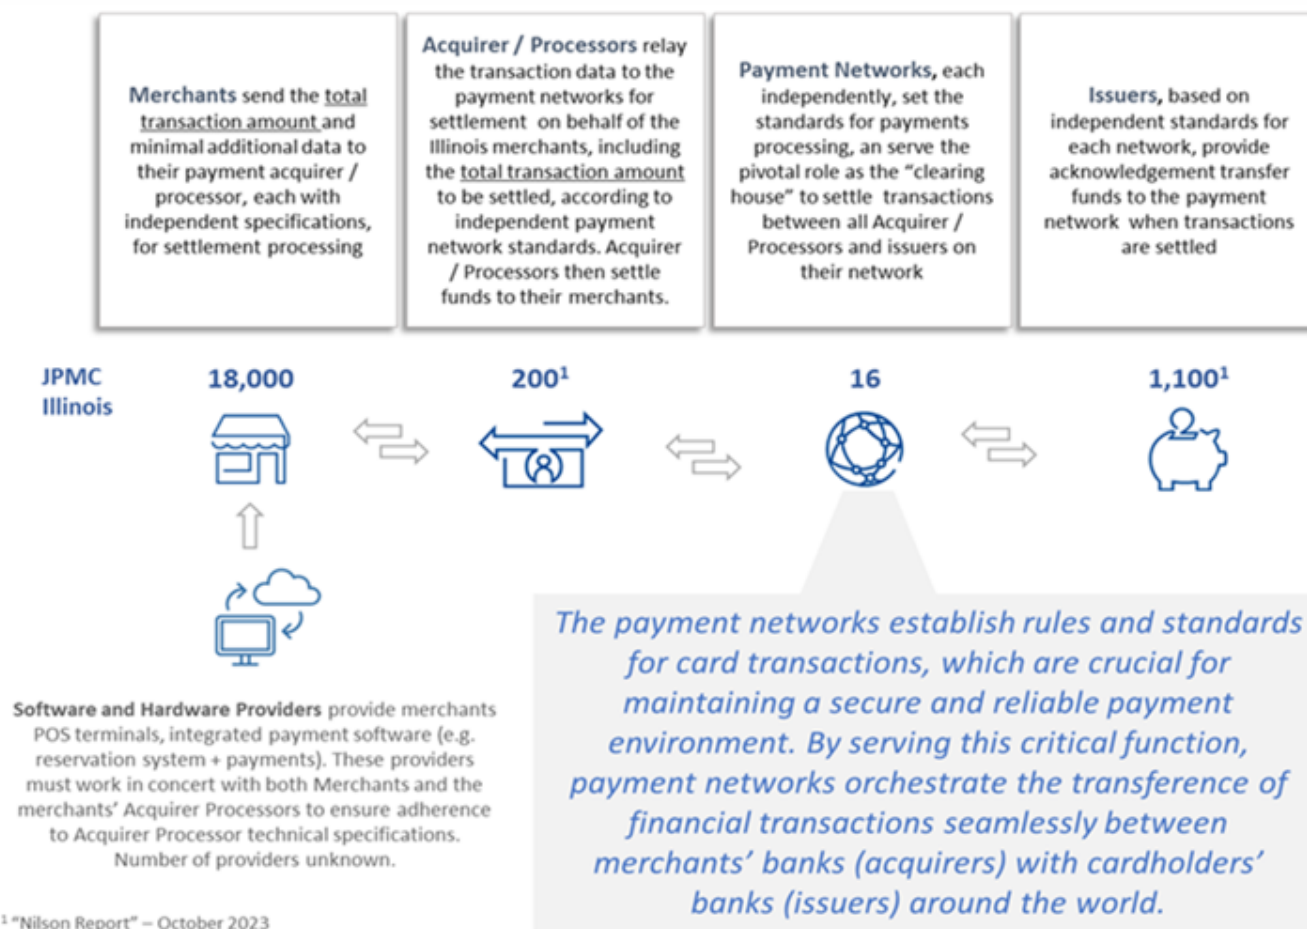 Merchants send the total
transaction amount and
minimal additional data to
their payment acquirer /
processor, each with
independent specifications,
for settlement processing
Acquirer / Processors relay
the transaction data to the
payment networks for
settlement on behalf of the
Illinois merchants, including
the total transaction amount
to be settled, according to
independent payment
network standards. Acquirer
/ Processors then settle
funds to their merchants.
Payment Networks, each
independently, set the
standards for payments
processing, an serve the
pivotal role as the “clearing
house” to settle transactions
between all Acquirer /
Processors and issuers on
their network
Issuers, based on
independent standards for
each network, provide
acknowledgement transfer
funds to the payment
network when transactions
are settled
JPMC
Illinois
18,000
200¹
16
1,100¹
Software and Hardware Providers provide merchants
POS terminals, integrated payment software (e.g.
reservation system + payments). These providers
must work in concert with both Merchants and the
merchants’ Acquirer Processors to ensure adherence
to Acquirer Processor technical specifications.
Number of providers unknown.
The payment networks establish rules and standards
for card transactions, which are crucial for
maintaining a secure and reliable payment
environment. By serving this critical function,
payment networks orchestrate the transference of
financial transactions seamlessly between
merchants’ banks (acquirers) with cardholders’
banks (issuers) around the world.
¹ “Nilson Report” – October 2023